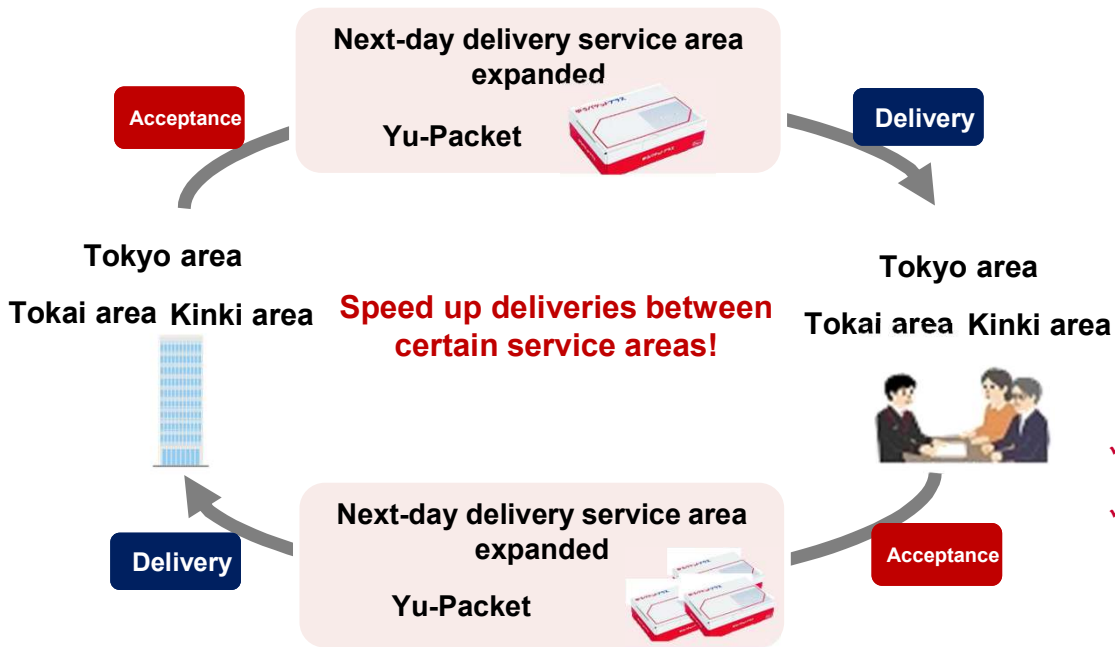 Next-day delivery service area
expanded
Yu-Packet
Acceptance
Delivery
Tokyo area
Tokai area Kinki area
Speed up deliveries between
certain service areas!
Tokyo area
Tokai area Kinki area
Next-day delivery service area
expanded
Yu-Packet
Delivery
Acceptance